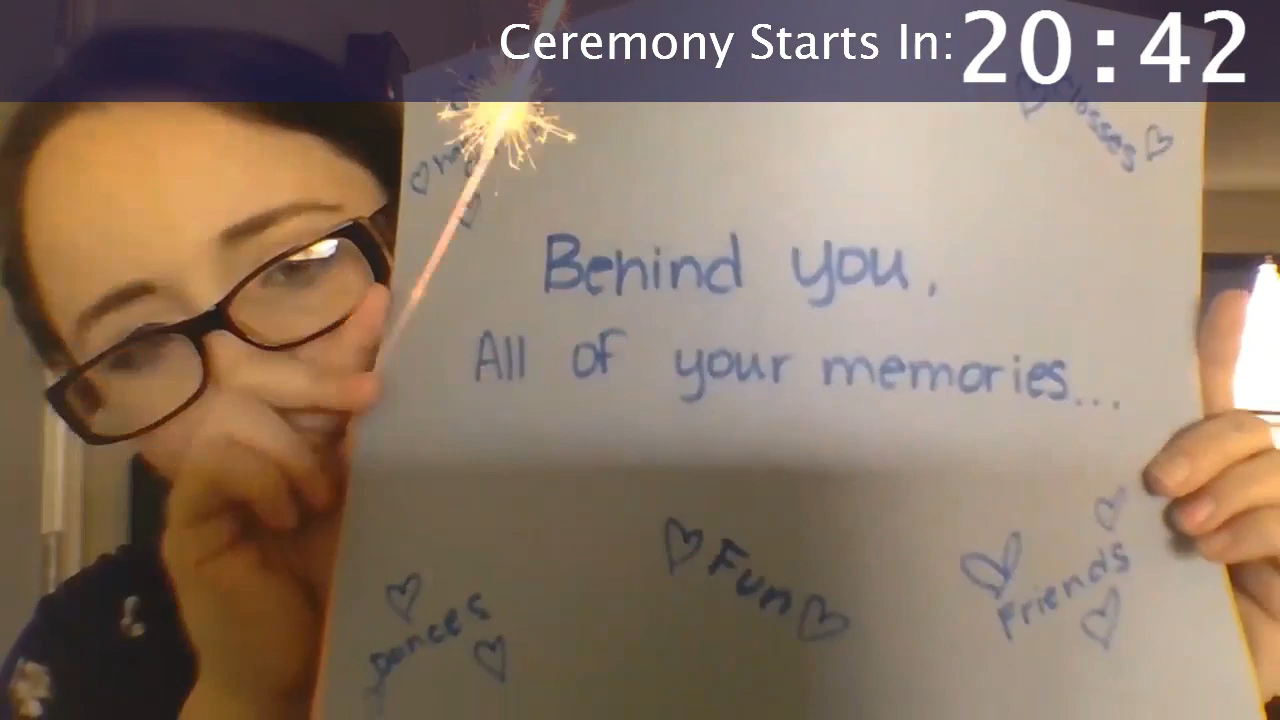 Ceremony Starts In: 20:42
Classes
Behind you,
All of your memories...
Fun
Friends
Dances